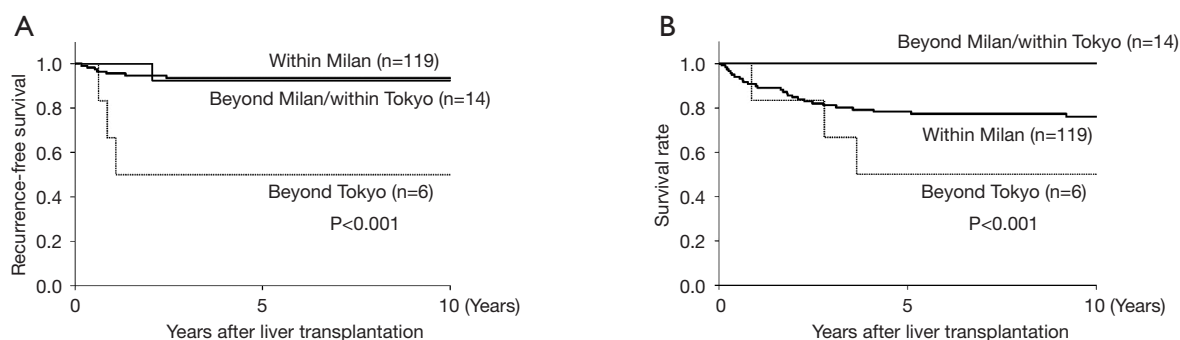 A
Recurrence-free survival
1.0
0.8
0.6
0.4
0.2
0.0
Within Milan (n=119)
Beyond Milan/within Tokyo (n=14)
Beyond Tokyo (n=6)
P<0.001
0 5 10 (Years)
Years after liver transplantation
B
Survival rate
1.0
0.8
0.6
0.4
0.2
0.0
Beyond Milan/within Tokyo (n=14)
Within Milan (n=119)
Beyond Tokyo (n=6)
P<0.001
0 5 10 (Years)
Years after liver transplantation